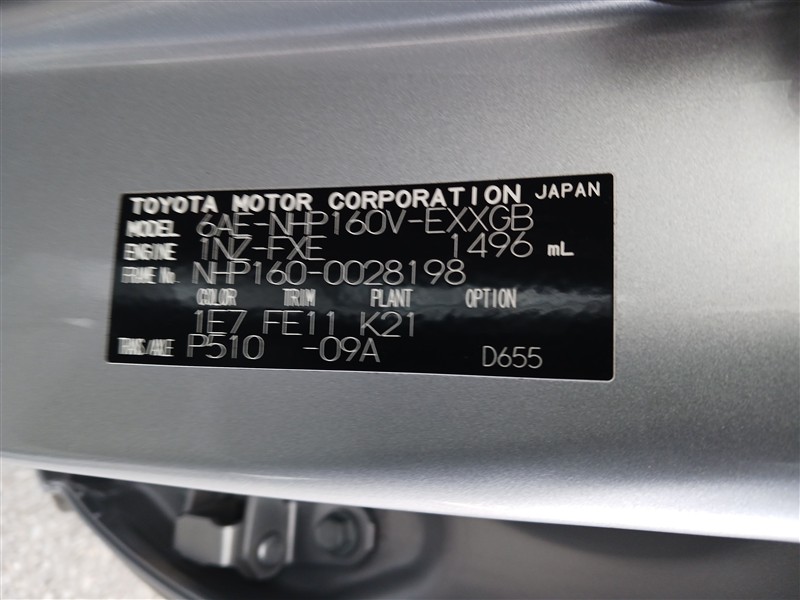 TOYOTA MOTOR CORPORATION JAPAN
MODEL 6AE-NHP160V-EXXGB
ENGINE 1NZ-FXE 1496 mL
FRAME No. NHP160-0028198
COLOR TRIM PLANT OPTION
1E7 FE11 K21
TRANS/AXLE P510 -09A D655